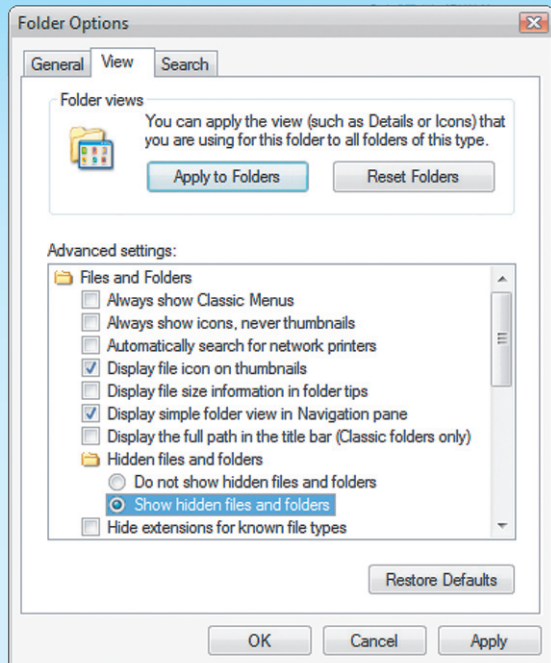 Folder Options
General View Search
Folder views
You can apply the view (such as Details or Icons) that
you are using for this folder to all folders of this type.
Apply to Folders Reset Folders
Advanced settings:
Files and Folders
Always show Classic Menus
Always show icons, never thumbnails
Automatically search for network printers
Display file icon on thumbnails
Display file size information in folder tips
Display simple folder view in Navigation pane
Display the full path in the title bar (Classic folders only)
Hidden files and folders
Do not show hidden files and folders
Show hidden files and folders
Hide extensions for known file types
Restore Defaults
OK Cancel Apply